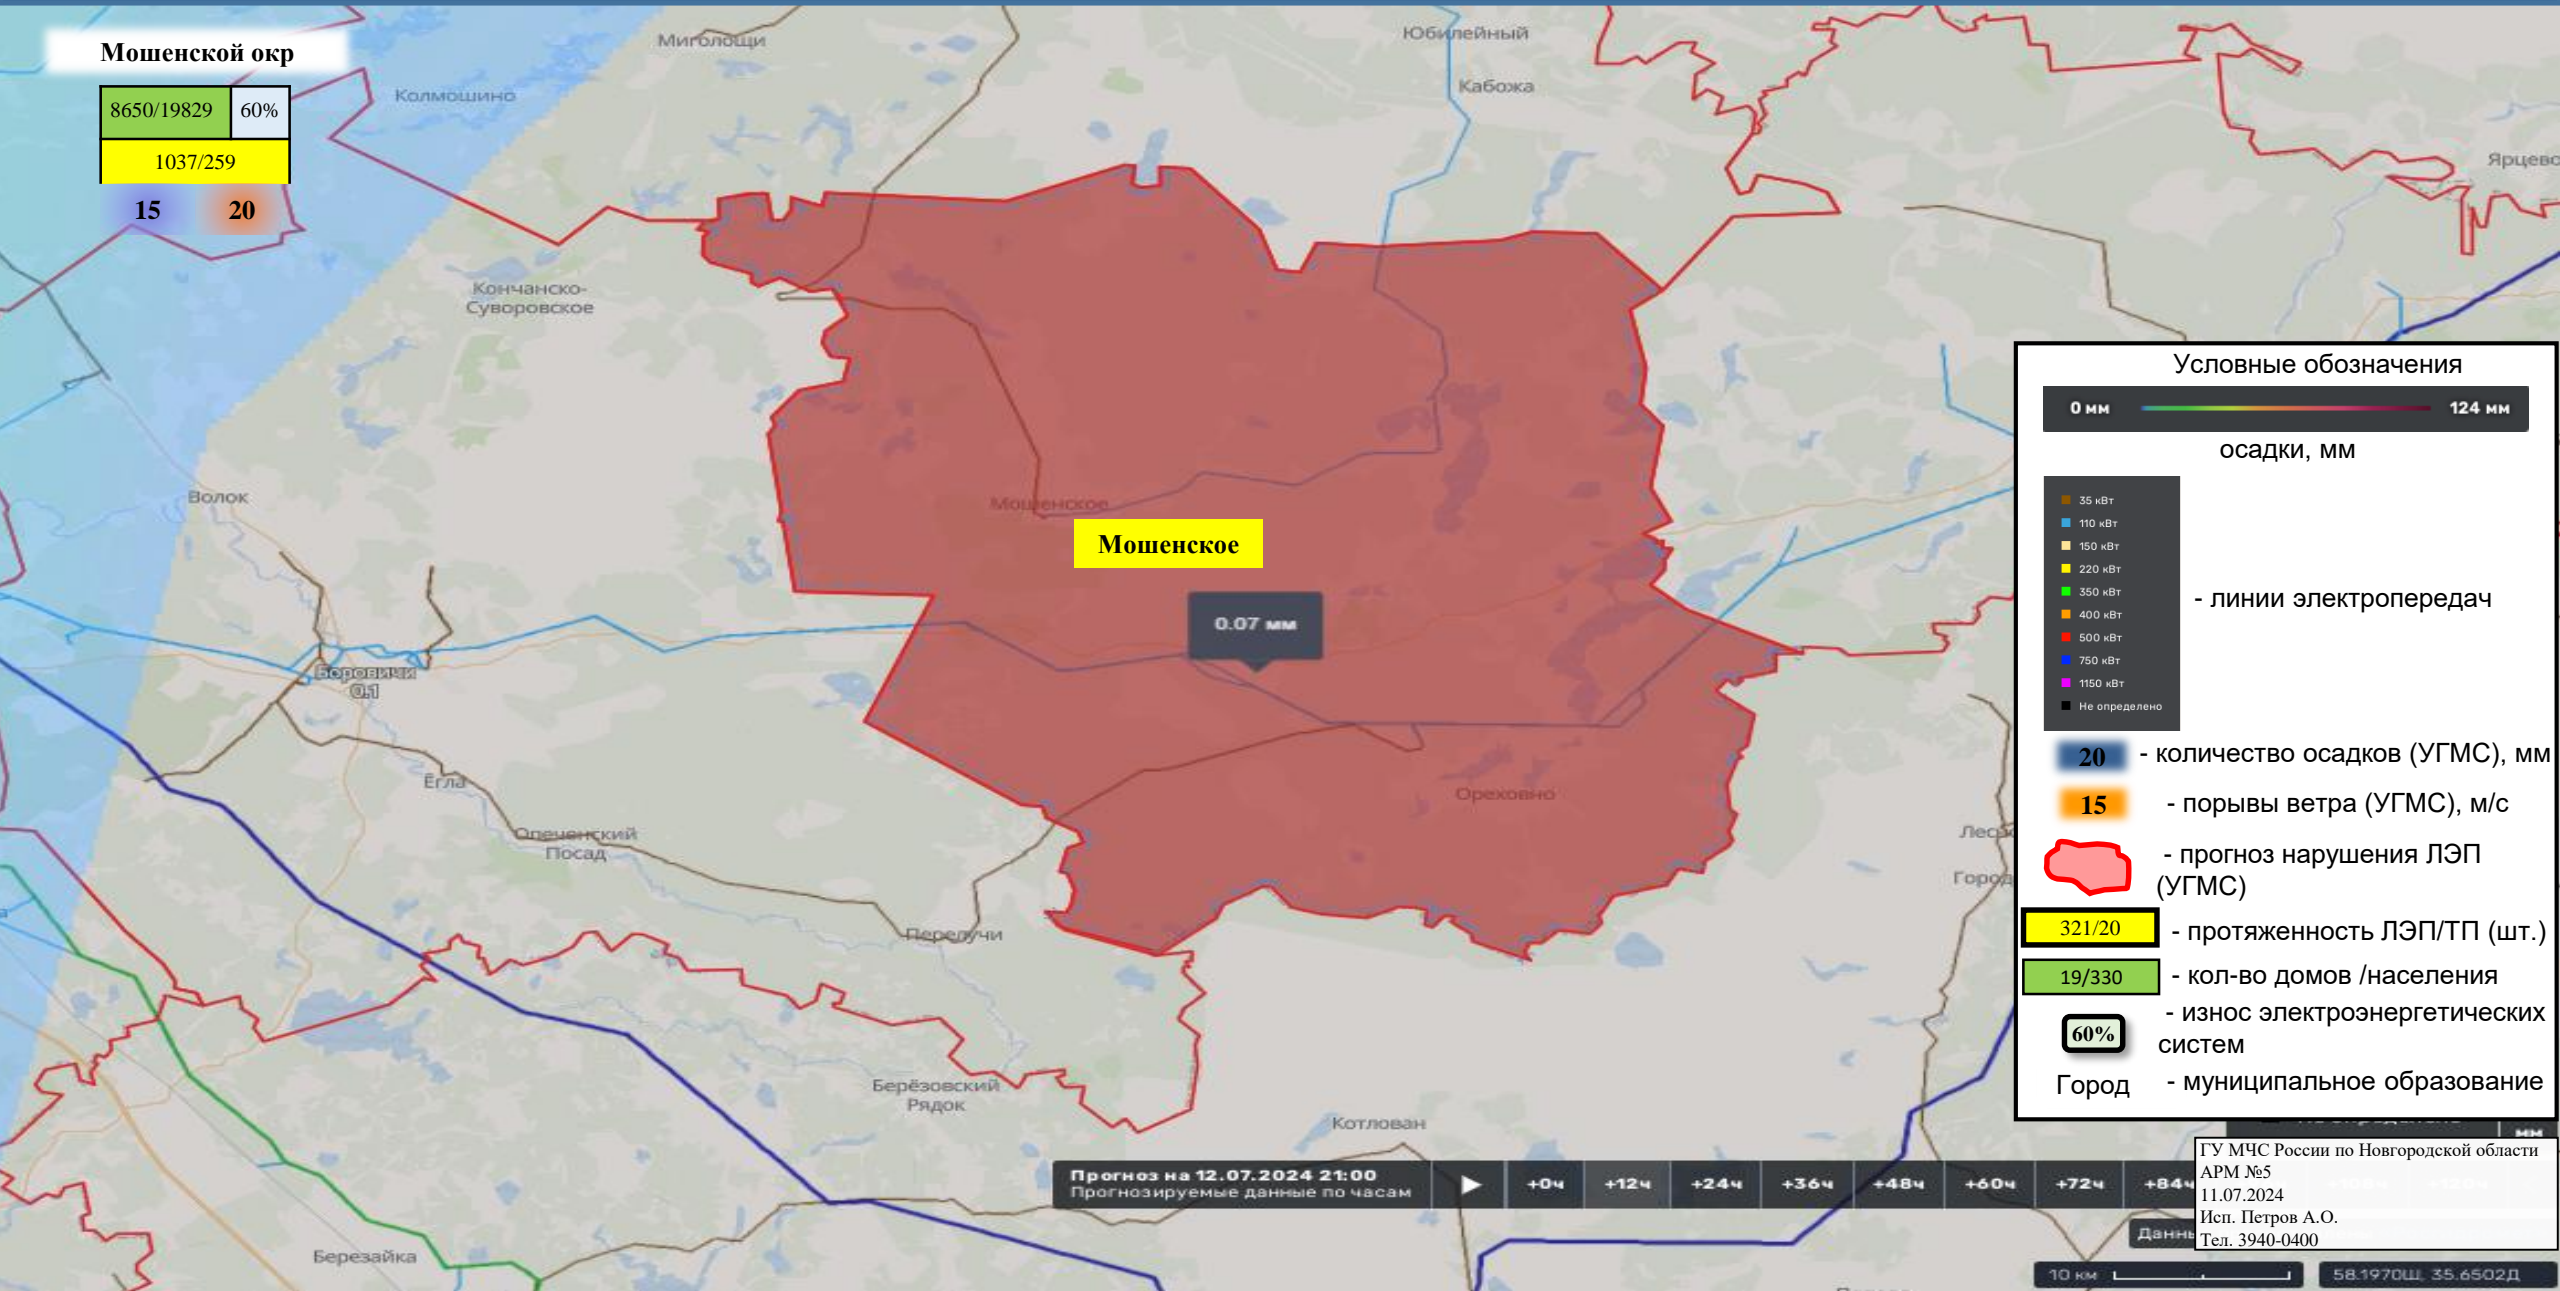 Мошенской окр
8650/19829 60%
1037/259
15 20
Миголощи
Юбилейный
Кабожа
Колмошино
Ярцево
Кончанско-
Суворовское
Волок
Мошенское
Мошенское
0.07 мм
Боровичи
0.1
Ёгла
Опеченский
Посад
Ореховно
Перелучи
Берёзовский
Рядок
Котлован
Березайка
Город
Условные обозначения
0 мм 124 мм
осадки, мм
35 кВт
110 кВт
150 кВт
220 кВт
350 кВт
400 кВт
500 кВт
750 кВт
1150 кВт
Не определено
- линии электропередач
20 - количество осадков (УГМС), мм
15 - порывы ветра (УГМС), м/с
- прогноз нарушения ЛЭП
(УГМС)
321/20 - протяженность ЛЭП/ТП (шт.)
19/330 - кол-во домов /населения
- износ электроэнергетических
60% систем
Город - муниципальное образование
мм
Прогноз на 12.07.2024 21:00
Прогнозируемые данные по часам
+0ч +12ч +24ч +36ч +48ч +60ч +72ч +84ч
ГУ МЧС России по Новгородской области
АРМ №5
11.07.2024
Исп. Петров А.О.
Тел. 3940-0400
10 км
58.1970Ш, 35.6502Д